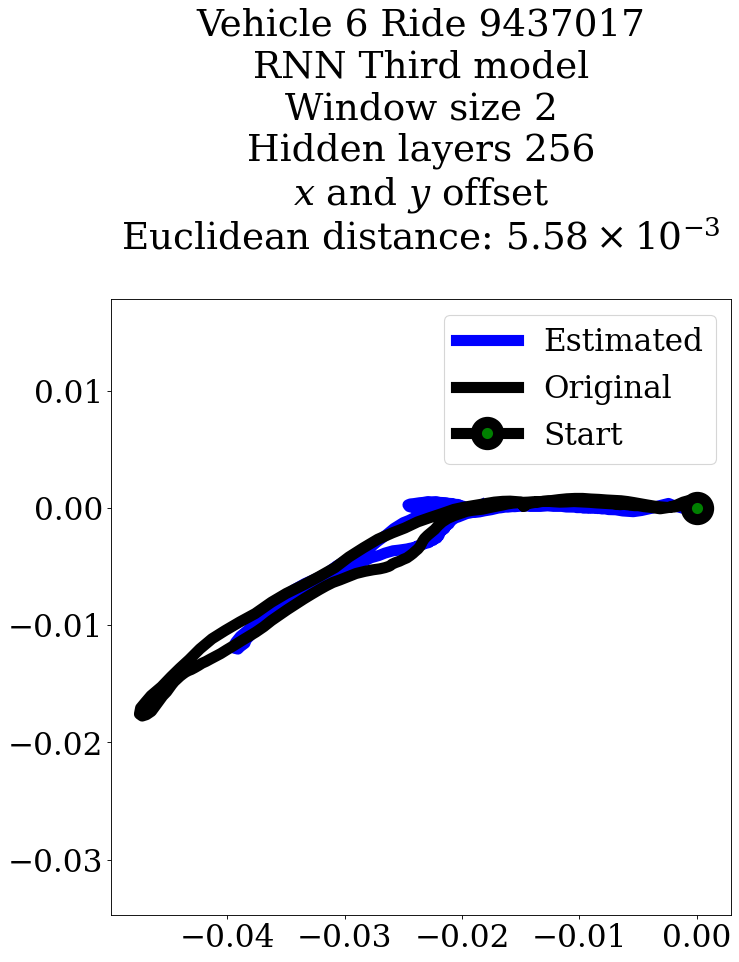 Vehicle 6 Ride 9437017
RNN Third model
Window size 2
Hidden layers 256
x and y offset
Euclidean distance: 5.58 × 10⁻³
Estimated
Original
Start
0.01
0.00
−0.01
−0.02
−0.03
−0.04 −0.03 −0.02 −0.01 0.00